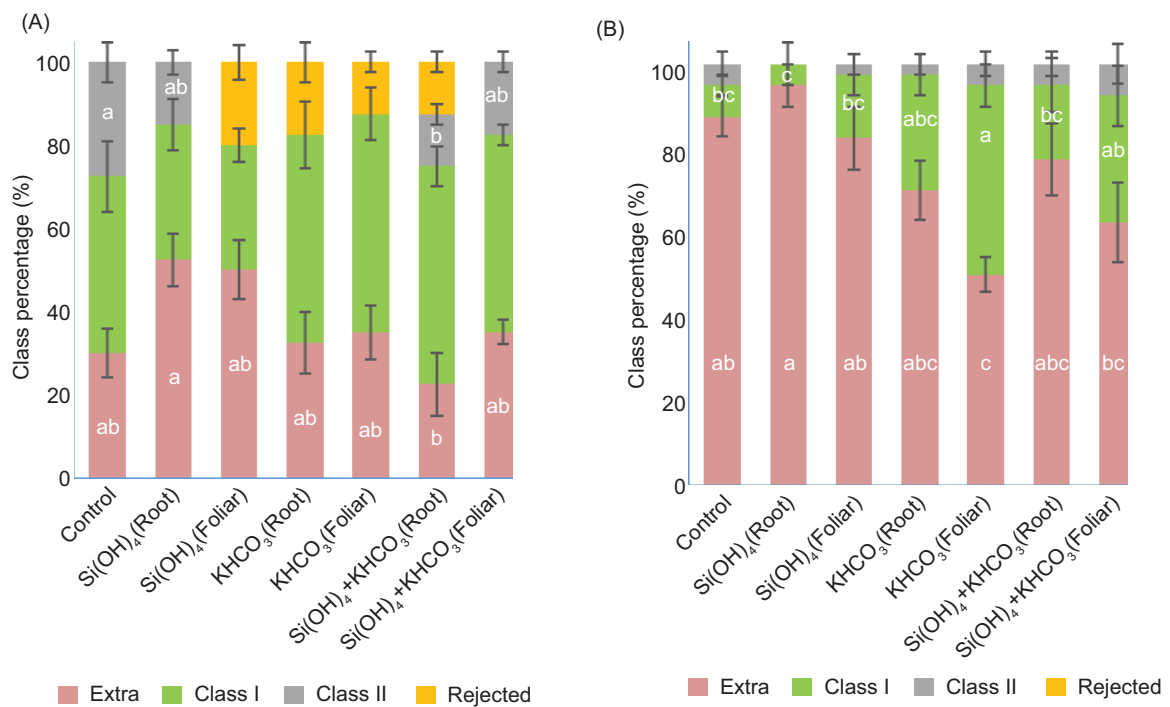 (A)
Class percentage (%)
100
80
60
40
20
0
a
ab
b
ab
ab
a
ab
ab
ab
b
ab
Control
Si(OH)₄(Root)
Si(OH)₄(Foliar)
KHCO₃(Root)
KHCO₃(Foliar)
Si(OH)₄+KHCO₃(Root)
Si(OH)₄+KHCO₃(Foliar)
Extra Class I Class II Rejected
(B)
Class percentage (%)
100
80
60
40
20
0
bc
c
bc
abc
a
bc
ab
ab
a
ab
abc
c
abc
bc
Control
Si(OH)₄(Root)
Si(OH)₄(Foliar)
KHCO₃(Root)
KHCO₃(Foliar)
Si(OH)₄+KHCO₃(Root)
Si(OH)₄+KHCO₃(Foliar)
Extra Class I Class II Rejected